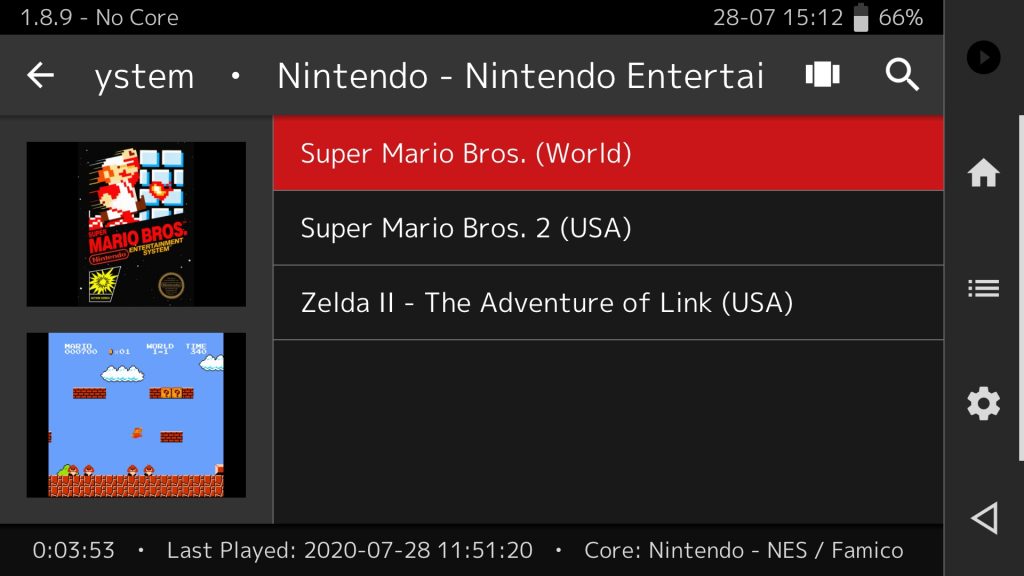 1.8.9 - No Core
28-07 15:12 66%
ystem • Nintendo - Nintendo Entertai
SUPER
MARIO BROS.
ENTERTAINMENT
SYSTEM
Nintendo
Super Mario Bros. (World)
Super Mario Bros. 2 (USA)
Zelda II - The Adventure of Link (USA)
MARIO WORLD TIME
000700 ×01 1-1 340
0:03:53 • Last Played: 2020-07-28 11:51:20 • Core: Nintendo - NES / Famico